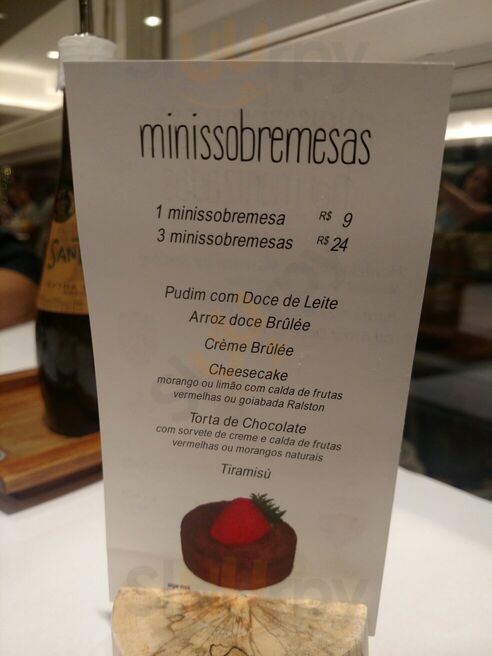 Sluurpy
minissobremesas
1 minissobremesa R$ 9
3 minissobremesas R$ 24
Pudim com Doce de Leite
Arroz doce Brûlée
Crème Brûlée
Cheesecake
morango ou limão com calda de frutas
vermelhas ou goiabada Ralston
Torta de Chocolate
com sorvete de creme e calda de frutas
vermelhas ou morangos naturais
Tiramisù
Sluurpy